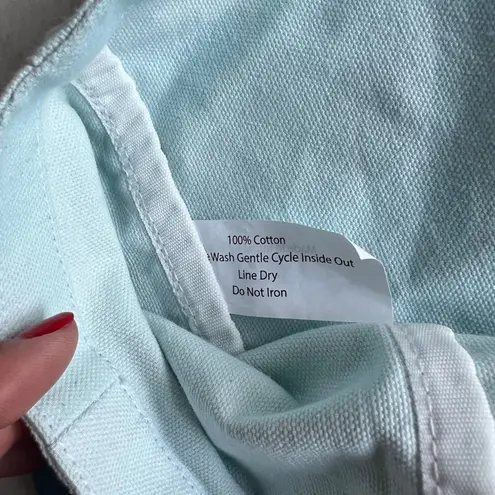 100% Cotton
Wash Gentle Cycle Inside Out
Line Dry
Do Not Iron